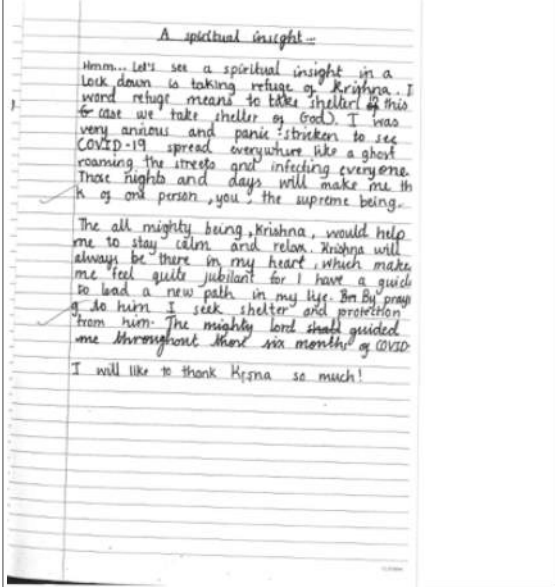 A spiritual insight :-
Hmm... Let's see a spiritual insight in a
Lock down is taking refuge of Krishna. I
word refuge means to take shelter (in this
case we take shelter of God). I was
very anxious and panic-stricken to see
COVID-19 spread everywhere like a ghost
roaming the streets and infecting everyone.
Those nights and days will make me th
k of one person, you, the supreme being.
The all mighty being, Krishna, would help
me to stay calm and relax. Krishna will
always be there in my heart, which make
me feel quite jubilant for I have a guid
to lead a new path in my life. By prayi
g to him I seek shelter and protection
from him. The mighty lord guided
me throughout those six months of COVID
I will like to thank Krsna so much!